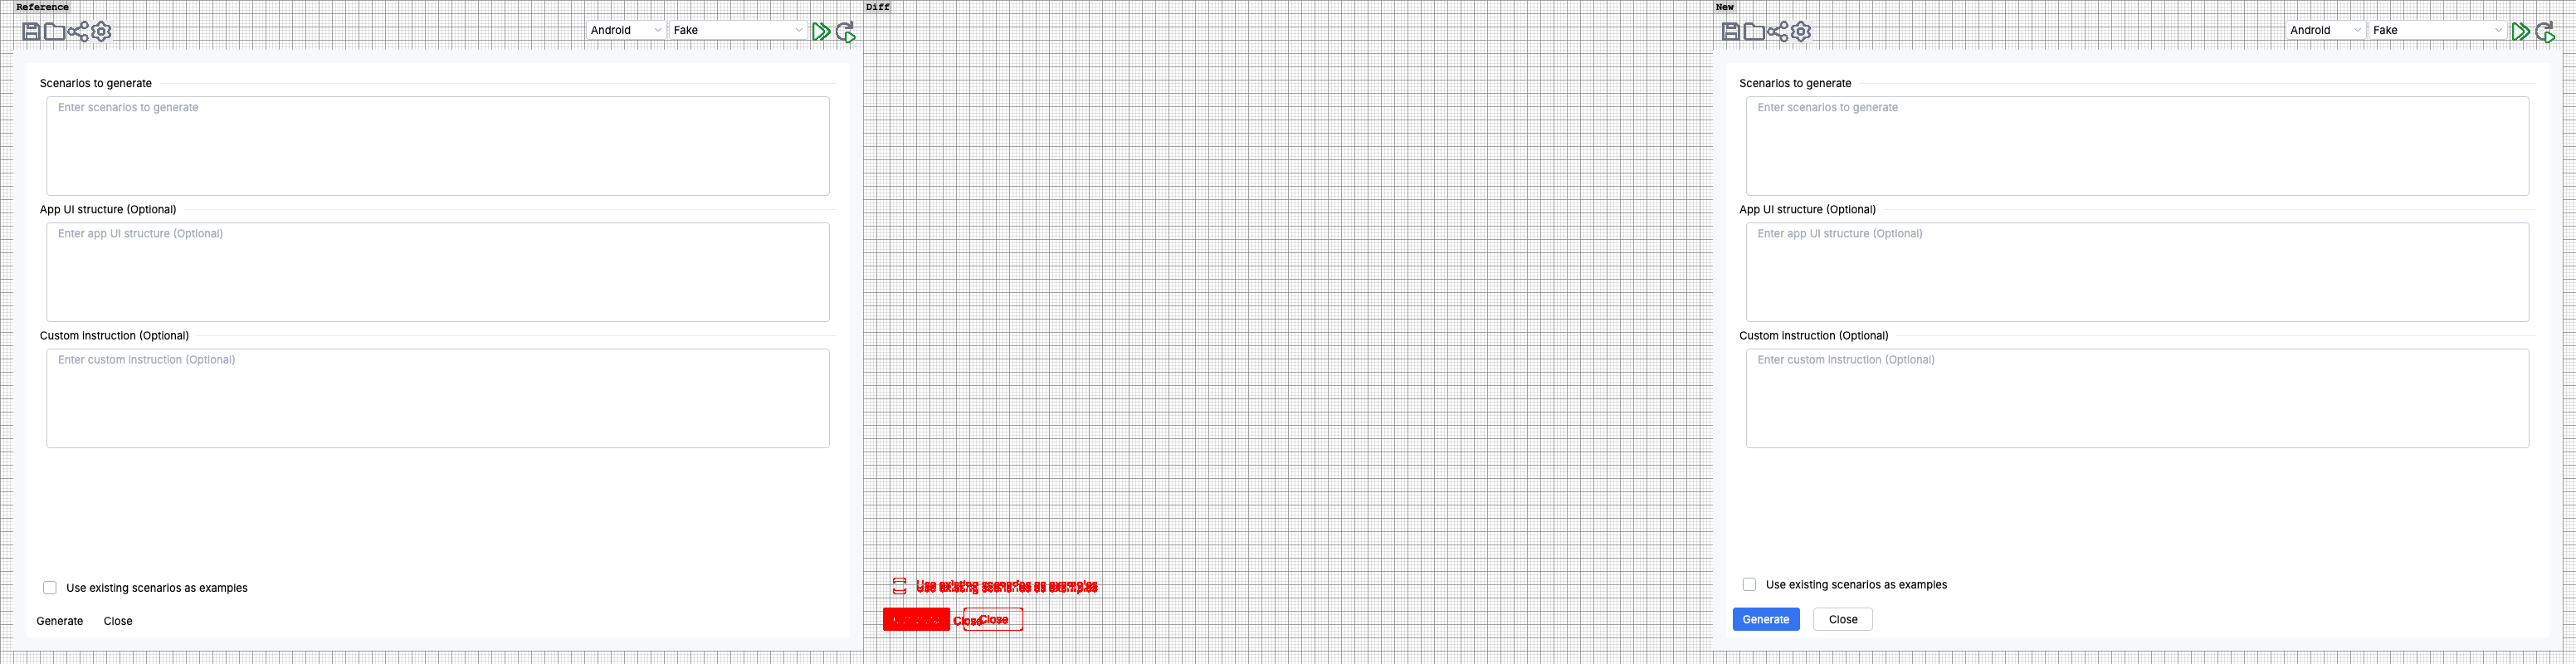 Reference
Android
Fake
Scenarios to generate
Enter scenarios to generate
App UI structure (Optional)
Enter app UI structure (Optional)
Custom instruction (Optional)
Enter custom instruction (Optional)
Use existing scenarios as examples
Generate Close
Diff
Use existing scenarios as examples
Close Close
New
Android
Fake
Scenarios to generate
Enter scenarios to generate
App UI structure (Optional)
Enter app UI structure (Optional)
Custom instruction (Optional)
Enter custom instruction (Optional)
Use existing scenarios as examples
Generate Close